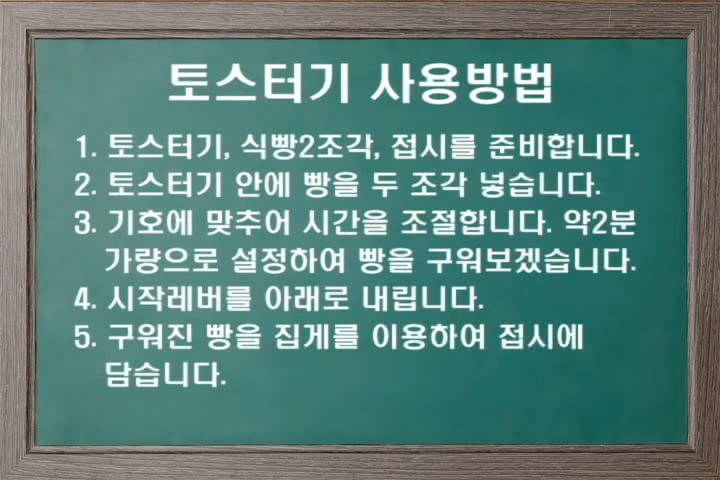 토스터기 사용방법
1. 토스터기, 식빵2조각, 접시를 준비합니다.
2. 토스터기 안에 빵을 두 조각 넣습니다.
3. 기호에 맞추어 시간을 조절합니다. 약2분
가량으로 설정하여 빵을 구워보겠습니다.
4. 시작레버를 아래로 내립니다.
5. 구워진 빵을 집게를 이용하여 접시에
담습니다.